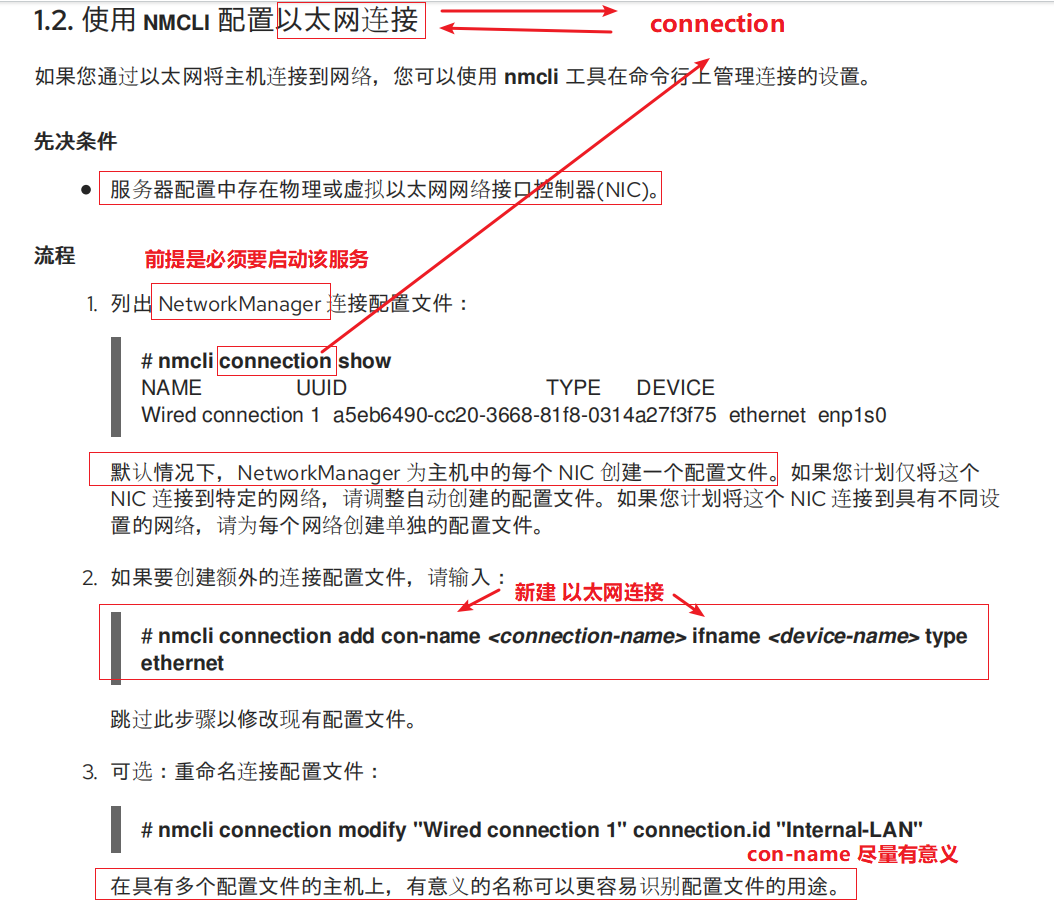 1.2. 使用 NMCLI 配置以太网连接
connection
如果您通过以太网将主机连接到网络，您可以使用 nmcli 工具在命令行上管理连接的设置。
先决条件
● 服务器配置中存在物理或虚拟以太网网络接口控制器(NIC)。
流程
前提是必须要启动该服务
1. 列出 NetworkManager 连接配置文件：
# nmcli connection show
NAME UUID TYPE DEVICE
Wired connection 1 a5eb6490-cc20-3668-81f8-0314a27f3f75 ethernet enp1s0
默认情况下，NetworkManager 为主机中的每个 NIC 创建一个配置文件。如果您计划仅将这个
NIC 连接到特定的网络，请调整自动创建的配置文件。如果您计划将这个 NIC 连接到具有不同设
置的网络，请为每个网络创建单独的配置文件。
2. 如果要创建额外的连接配置文件，请输入：
新建 以太网连接
# nmcli connection add con-name <connection-name> ifname <device-name> type
ethernet
跳过此步骤以修改现有配置文件。
3. 可选：重命名连接配置文件：
# nmcli connection modify "Wired connection 1" connection.id "Internal-LAN"
con-name 尽量有意义
在具有多个配置文件的主机上，有意义的名称可以更容易识别配置文件的用途。